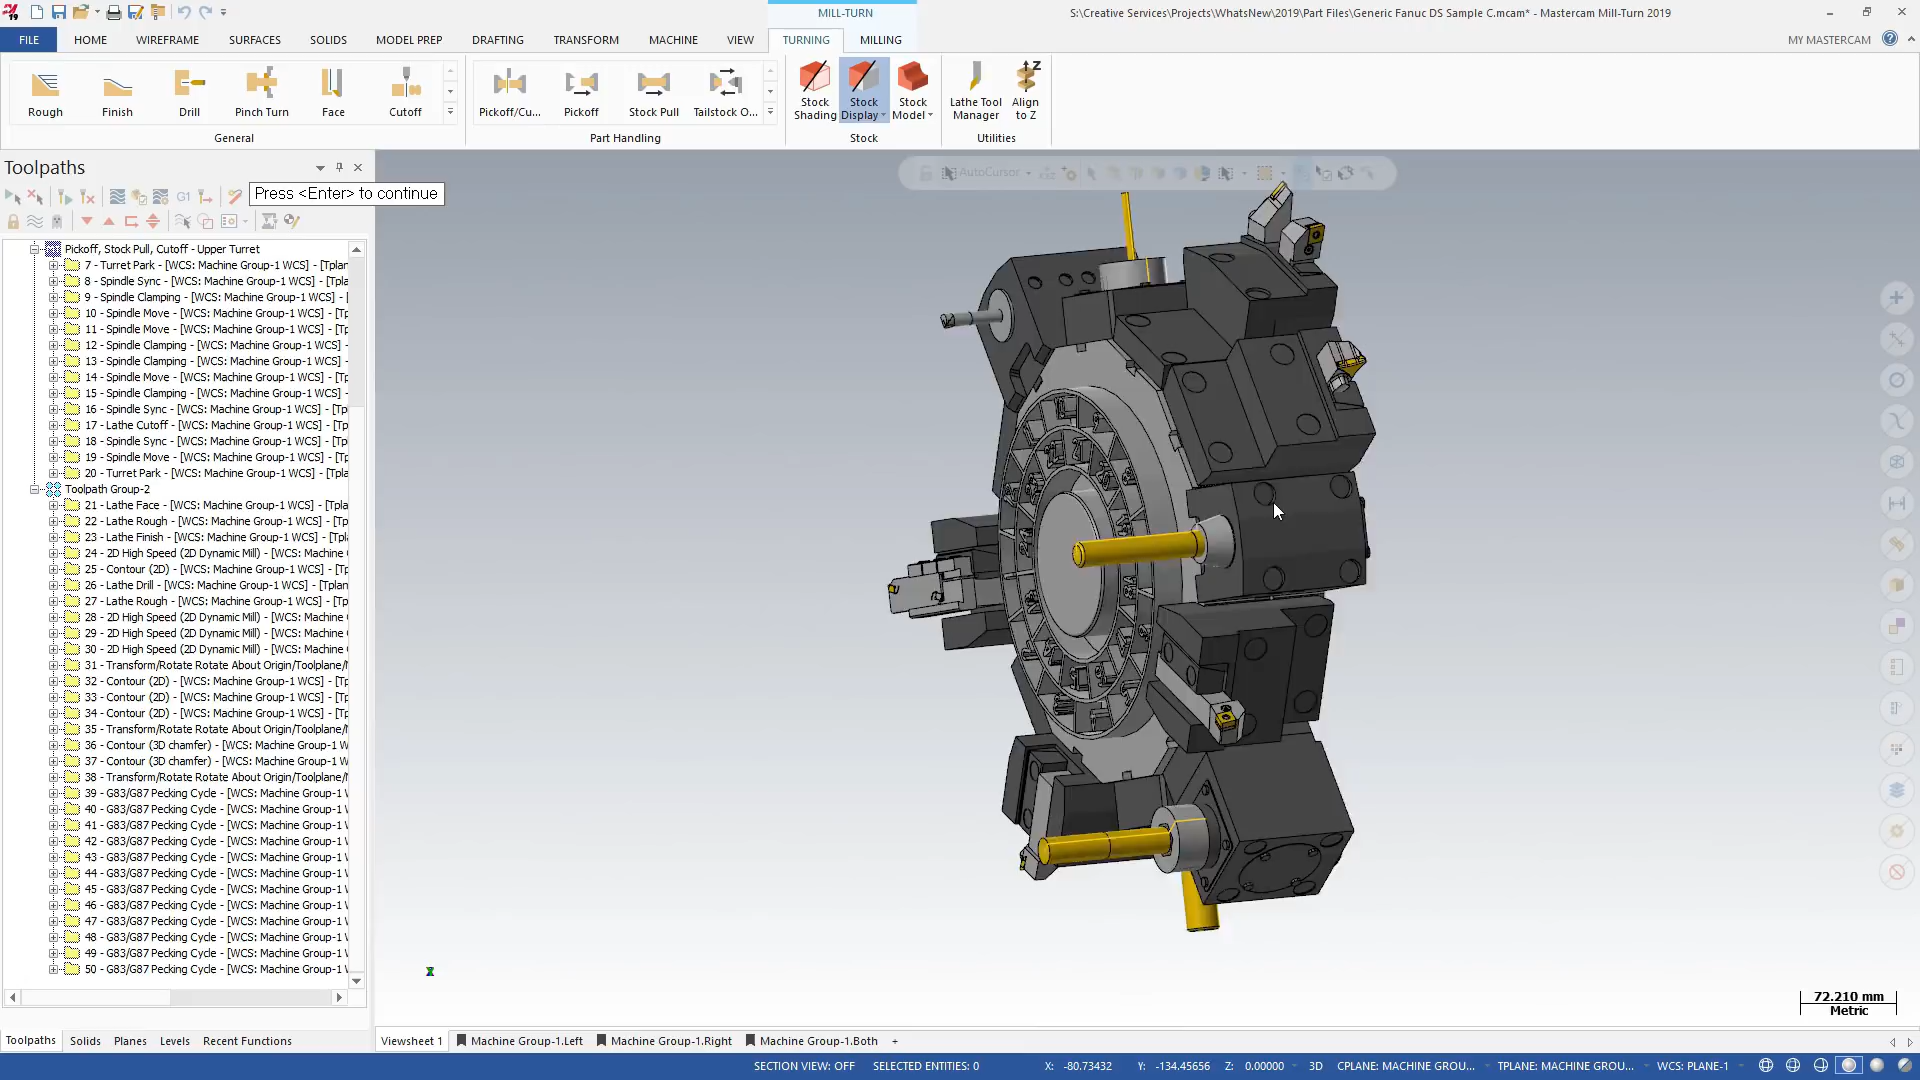 MILL-TURN
S:\Creative Services\Projects\WhatsNew\2019\Part Files\Generic Fanuc DS Sample C.mcam* - Mastercam Mill-Turn 2019
FILE HOME WIREFRAME SURFACES SOLIDS MODEL PREP DRAFTING TRANSFORM MACHINE VIEW TURNING MILLING MY MASTERCAM
Rough Finish Drill Pinch Turn Face Cutoff
General
Pickoff/Cu... Pickoff Stock Pull Tailstock O...
Part Handling
Stock Shading Stock Display Stock Model
Stock
Lathe Tool Manager Align to Z
Utilities
Toolpaths
AutoCursor
G1
Press <Enter> to continue
Pickoff, Stock Pull, Cutoff - Upper Turret
7 - Turret Park - [WCS: Machine Group-1 WCS] - [Tplan
8 - Spindle Sync - [WCS: Machine Group-1 WCS] - [Tpla
9 - Spindle Clamping - [WCS: Machine Group-1 WCS] - [
10 - Spindle Move - [WCS: Machine Group-1 WCS] - [Tpl
11 - Spindle Move - [WCS: Machine Group-1 WCS] - [Tpl
12 - Spindle Clamping - [WCS: Machine Group-1 WCS] -
13 - Spindle Clamping - [WCS: Machine Group-1 WCS] -
14 - Spindle Move - [WCS: Machine Group-1 WCS] - [Tp
15 - Spindle Clamping - [WCS: Machine Group-1 WCS] -
16 - Spindle Sync - [WCS: Machine Group-1 WCS] - [Tp
17 - Lathe Cutoff - [WCS: Machine Group-1 WCS] - [Tpl
18 - Spindle Sync - [WCS: Machine Group-1 WCS] - [Tpl
19 - Spindle Move - [WCS: Machine Group-1 WCS] - [Tpl
20 - Turret Park - [WCS: Machine Group-1 WCS] - [Tpla
Toolpath Group-2
21 - Lathe Face - [WCS: Machine Group-1 WCS] - [Tpla
22 - Lathe Rough - [WCS: Machine Group-1 WCS] - [Tpl
23 - Lathe Finish - [WCS: Machine Group-1 WCS] - [Tpl
24 - 2D High Speed (2D Dynamic Mill) - [WCS: Machine
25 - Contour (2D) - [WCS: Machine Group-1 WCS] - [Tp
26 - Lathe Drill - [WCS: Machine Group-1 WCS] - [Tplan
27 - Lathe Rough - [WCS: Machine Group-1 WCS] - [Tpl
28 - 2D High Speed (2D Dynamic Mill) - [WCS: Machine
29 - 2D High Speed (2D Dynamic Mill) - [WCS: Machine
30 - 2D High Speed (2D Dynamic Mill) - [WCS: Machine
31 - Transform/Rotate Rotate About Origin/Toolplane/
32 - Contour (2D) - [WCS: Machine Group-1 WCS] - [Tp
33 - Contour (2D) - [WCS: Machine Group-1 WCS] - [Tp
34 - Contour (2D) - [WCS: Machine Group-1 WCS] - [Tp
35 - Transform/Rotate Rotate About Origin/Toolplane/
36 - Contour (3D chamfer) - [WCS: Machine Group-1 W
37 - Contour (3D chamfer) - [WCS: Machine Group-1 W
38 - Transform/Rotate Rotate About Origin/Toolplane/
39 - G83/G87 Pecking Cycle - [WCS: Machine Group-1
40 - G83/G87 Pecking Cycle - [WCS: Machine Group-1
41 - G83/G87 Pecking Cycle - [WCS: Machine Group-1
42 - G83/G87 Pecking Cycle - [WCS: Machine Group-1
43 - G83/G87 Pecking Cycle - [WCS: Machine Group-1
44 - G83/G87 Pecking Cycle - [WCS: Machine Group-1
45 - G83/G87 Pecking Cycle - [WCS: Machine Group-1
46 - G83/G87 Pecking Cycle - [WCS: Machine Group-1
47 - G83/G87 Pecking Cycle - [WCS: Machine Group-1
48 - G83/G87 Pecking Cycle - [WCS: Machine Group-1
49 - G83/G87 Pecking Cycle - [WCS: Machine Group-1
50 - G83/G87 Pecking Cycle - [WCS: Machine Group-1
72.210 mm
Metric
Toolpaths Solids Planes Levels Recent Functions
Viewsheet 1 Machine Group-1.Left Machine Group-1.Right Machine Group-1.Both +
SECTION VIEW: OFF SELECTED ENTITIES: 0 X: -80.73432 Y: -134.45656 Z: 0.00000 3D CPLANE: MACHINE GROU... TPLANE: MACHINE GROU... WCS: PLANE-1